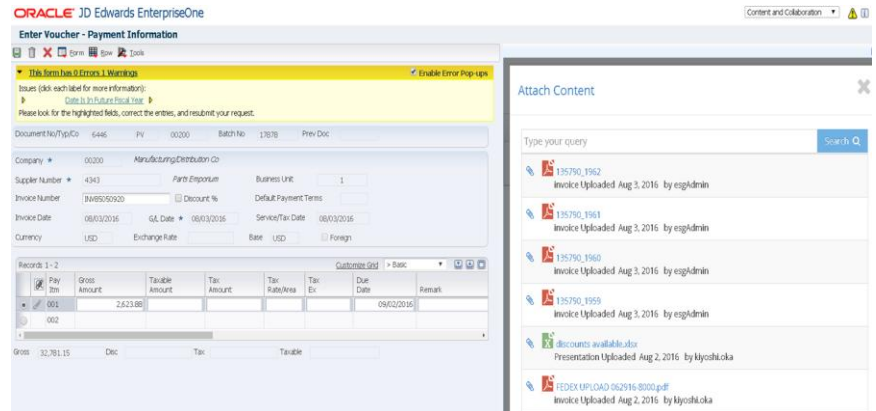 ORACLE JD Edwards EnterpriseOne
Content and Collaboration
Enter Voucher - Payment Information
Form Row Tools
This form has 0 Errors 1 Warnings
Enable Error Pop-ups
Issues (click each label for more information):
Date Is In Future Fiscal Year
Please look for the highlighted fields, correct the entries, and resubmit your request.
Document No/Typ/Co 6446 PV 00200 Batch No 17878 Prev Doc
Company * 00200 Manufacturing/Distribution Co
Supplier Number * 4343 Parts Emporium Business Unit 1
Invoice Number INV85050920 Discount % Default Payment Terms
Invoice Date 08/03/2016 G/L Date * 08/03/2016 Service/Tax Date 08/03/2016
Currency USD Exchange Rate Base USD Foreign
Records 1 - 2 Customize Grid > Basic
Pay Itm Gross Amount Taxable Amount Tax Amount Tax Rate/Area Tax Ex Due Date Remark
001 2,623.88 09/02/2016
002
Gross 32,781.15 Disc Tax Taxable
Attach Content
Type your query Search
135790_1962
invoice Uploaded Aug 3, 2016 by esgAdmin
135790_1961
invoice Uploaded Aug 3, 2016 by esgAdmin
135790_1960
invoice Uploaded Aug 3, 2016 by esgAdmin
135790_1959
invoice Uploaded Aug 3, 2016 by esgAdmin
discounts available.xlsx
Presentation Uploaded Aug 2, 2016 by kiyoshi.oka
FEDEX UPLOAD 062916-8000.pdf
invoice Uploaded Aug 2, 2016 by kiyoshi.oka